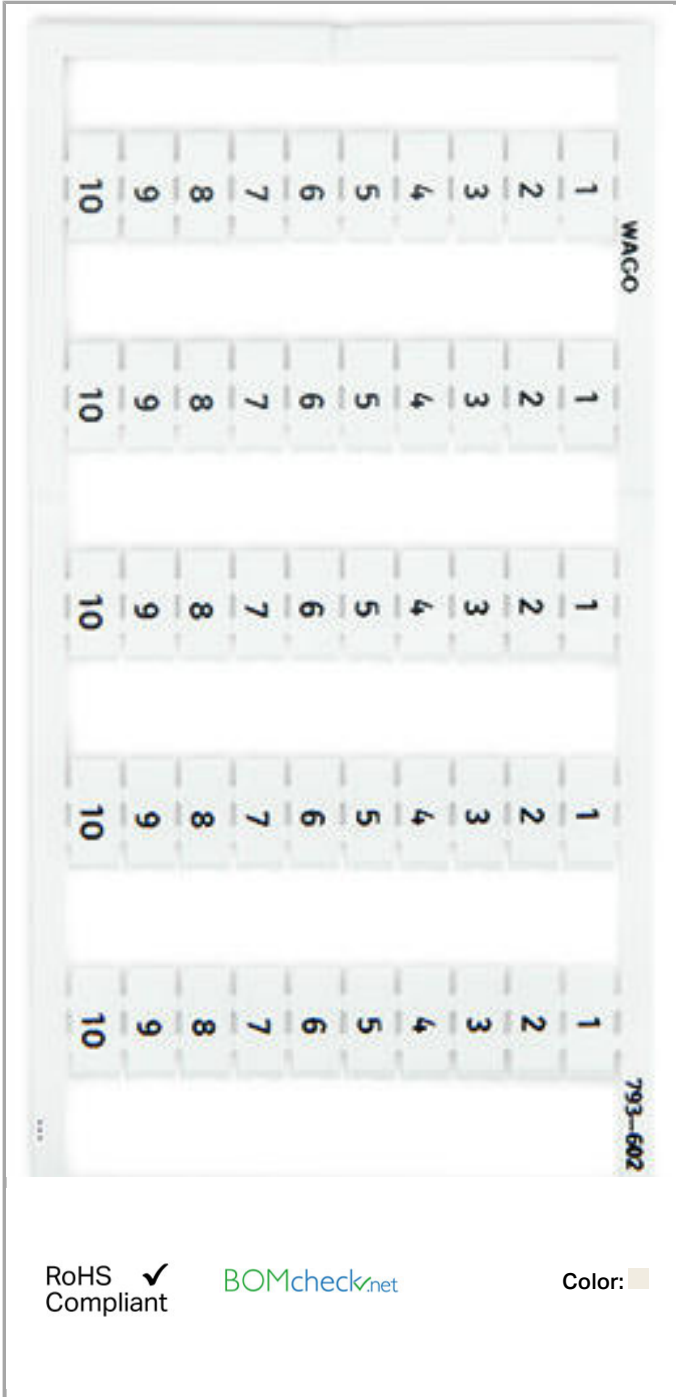 WAGO 793–602
1 1 1 1 1
2 2 2 2 2
3 3 3 3 3
4 4 4 4 4
5 5 5 5 5
6 6 6 6 6
7 7 7 7 7
8 8 8 8 8
9 9 9 9 9
10 10 10 10 10
RoHS ✓
Compliant
BOMcheck.net
Color: